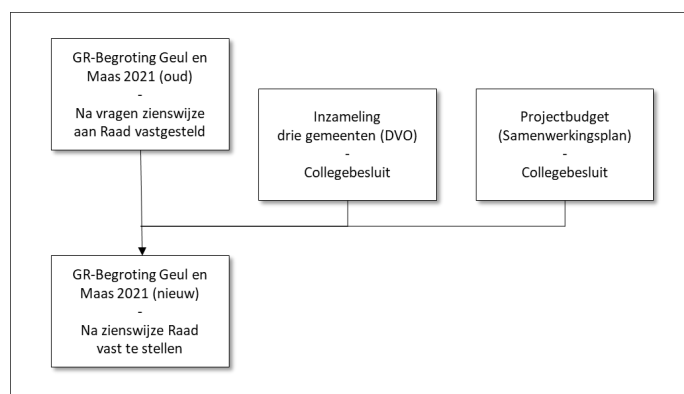 GR-Begroting Geul en
Maas 2021 (oud)
-
Na vragen zienswijze
aan Raad vastgesteld
Inzameling
drie gemeenten (DVO)
-
Collegebesluit
Projectbudget
(Samenwerkingsplan)
-
Collegebesluit
GR-Begroting Geul en
Maas 2021 (nieuw)
-
Na zienswijze Raad
vast te stellen